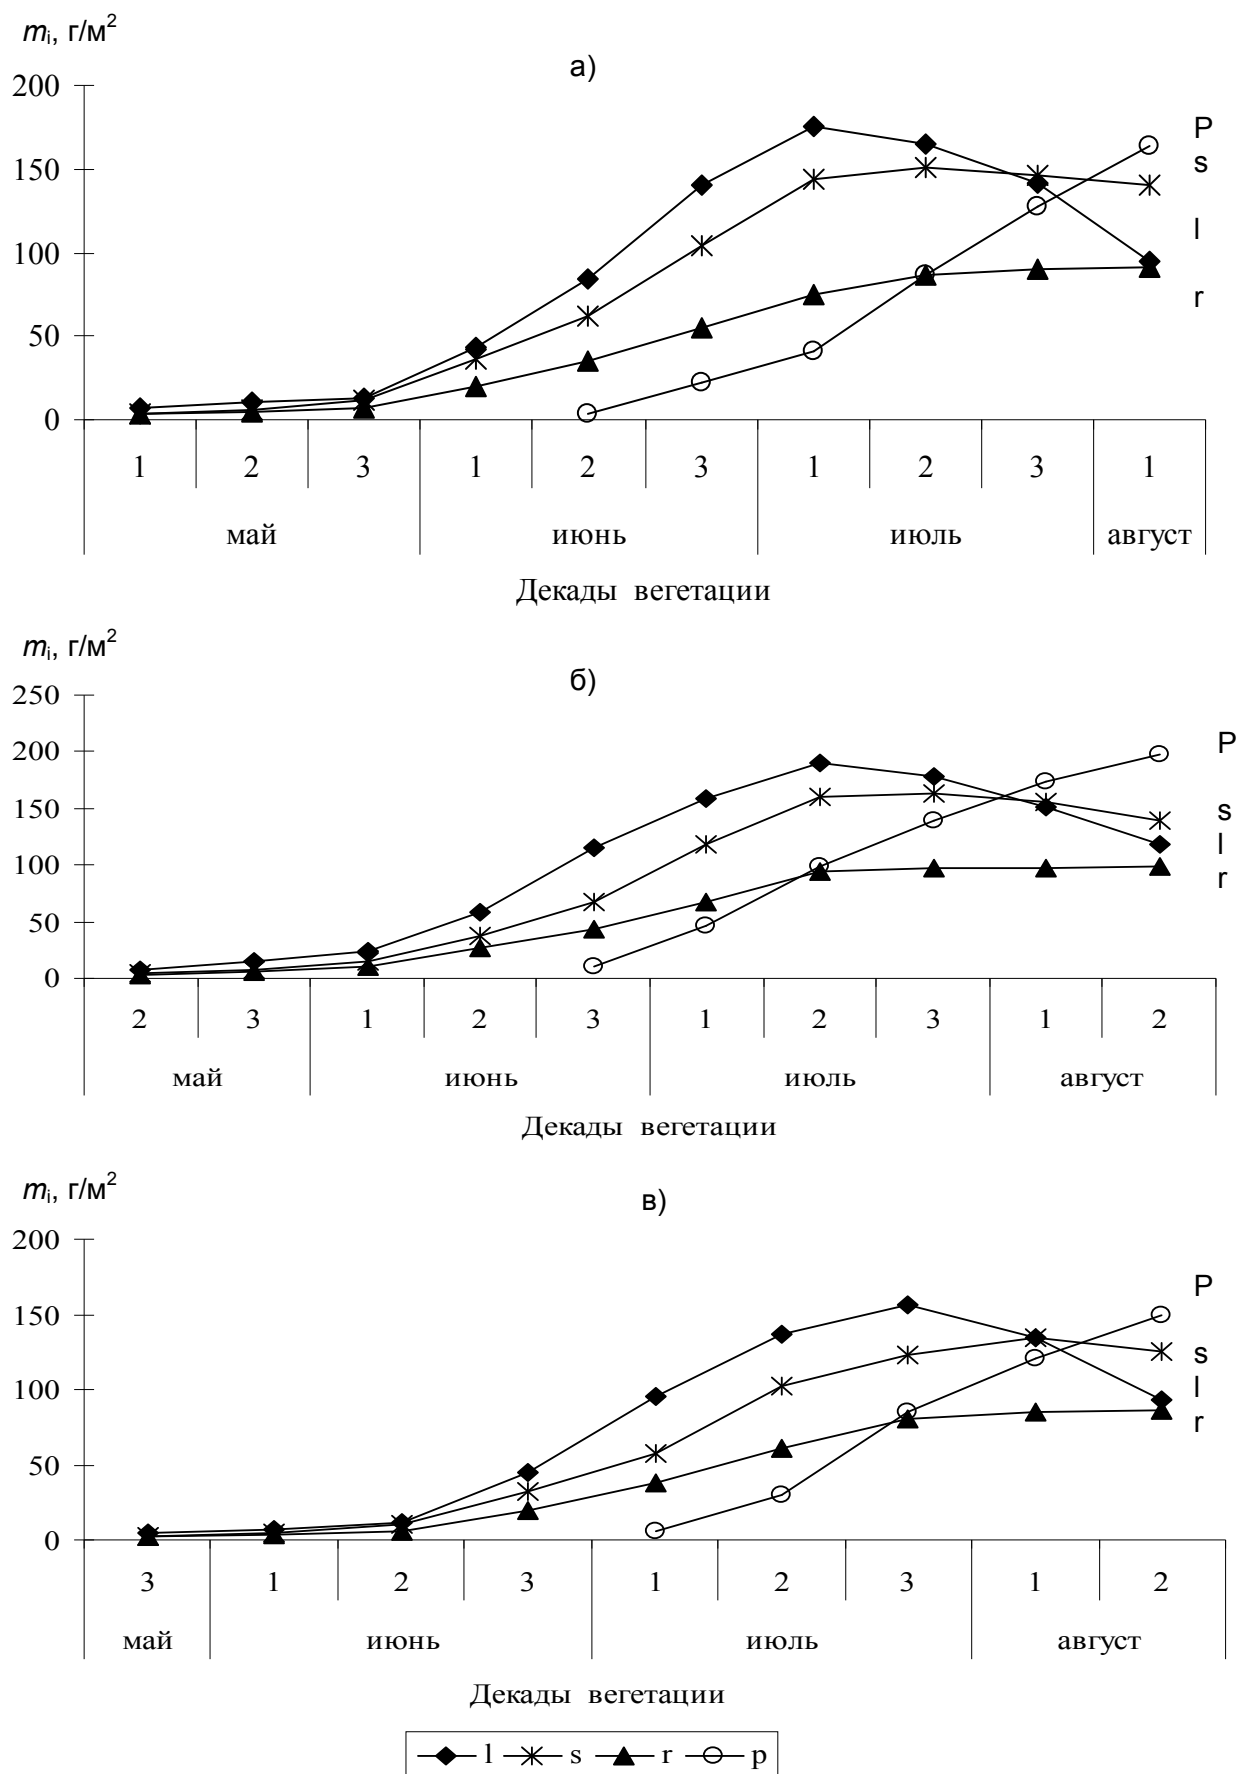 mᵢ, г/м²
а)
200
150
100
50
0
P
s
l
r
1 2 3 1 2 3 1 2 3 1
май июнь июль август
Декады вегетации
mᵢ, г/м²
б)
250
200
150
100
50
0
P
s
l
r
2 3 1 2 3 1 2 3 1 2
май июнь июль август
Декады вегетации
mᵢ, г/м²
в)
200
150
100
50
0
P
s
l
r
3 1 2 3 1 2 3 1 2
май июнь июль август
Декады вегетации
l s r p